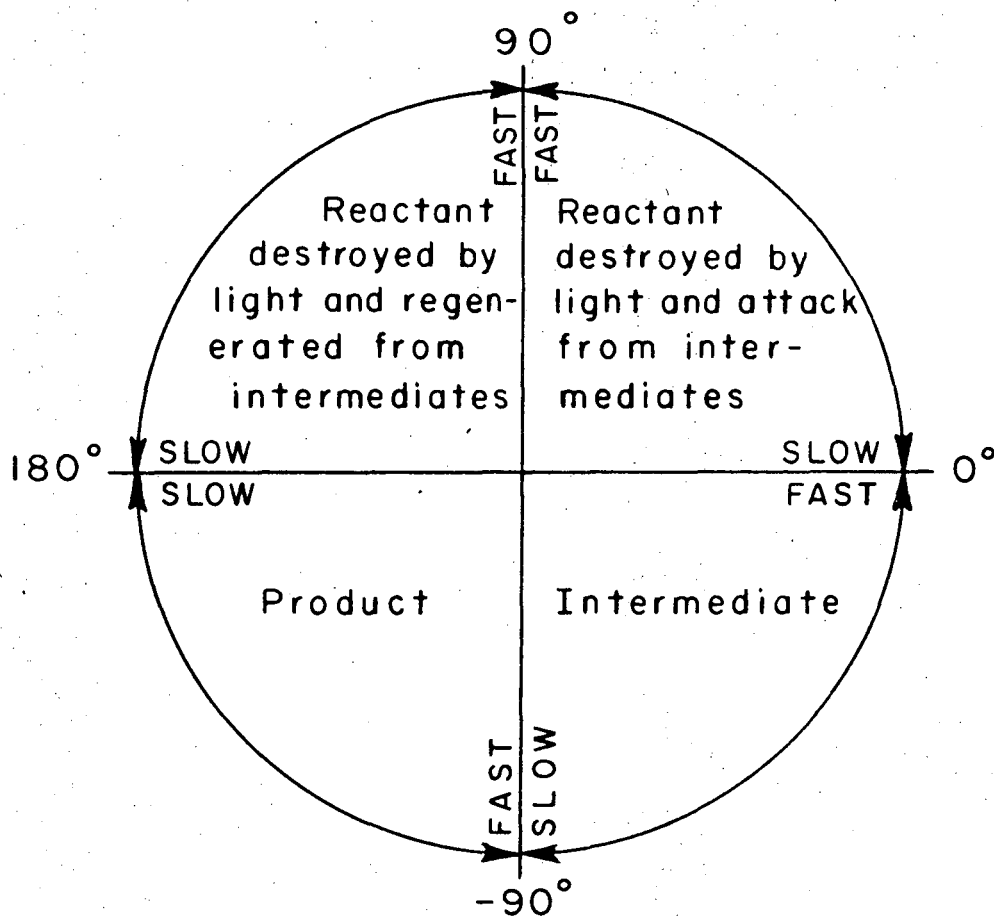 90°
FAST
FAST
Reactant
destroyed by
light and regen-
erated from
intermediates
Reactant
destroyed by
light and attack
from inter-
mediates
180°
SLOW
SLOW
0°
SLOW
FAST
Product
Intermediate
FAST
SLOW
-90°